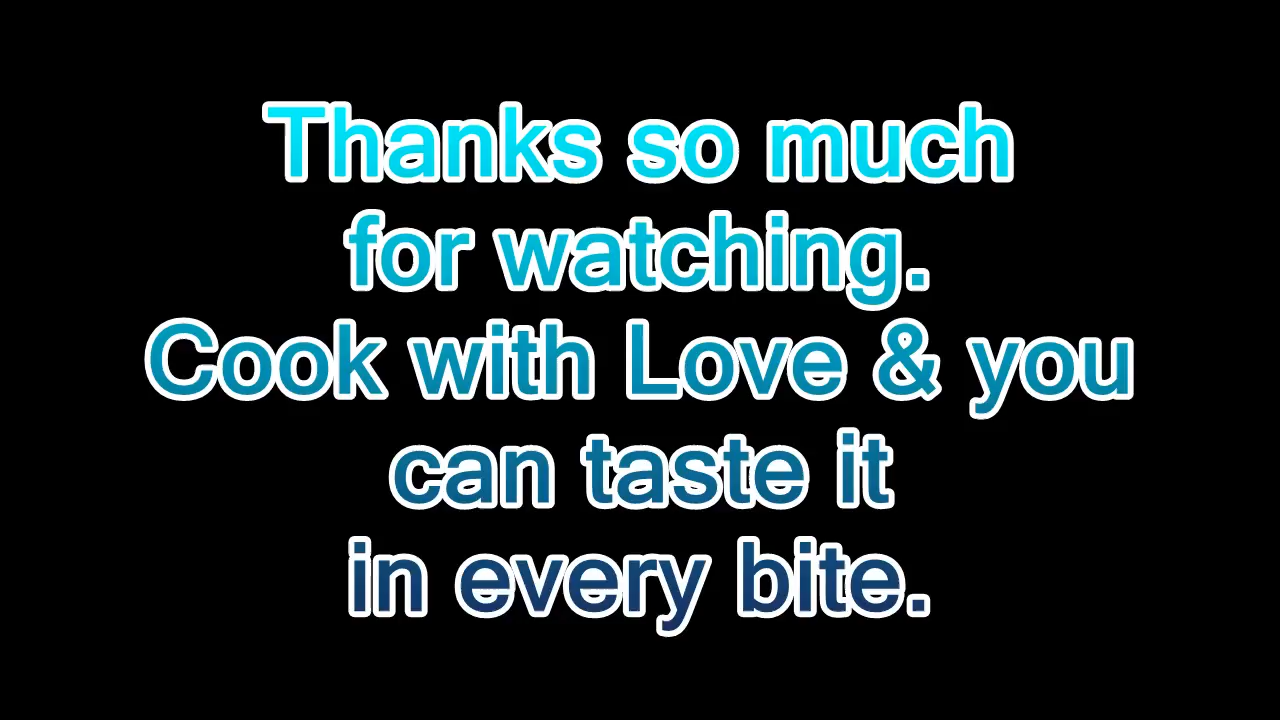 Thanks so much
for watching.
Cook with Love & you
can taste it
in every bite.